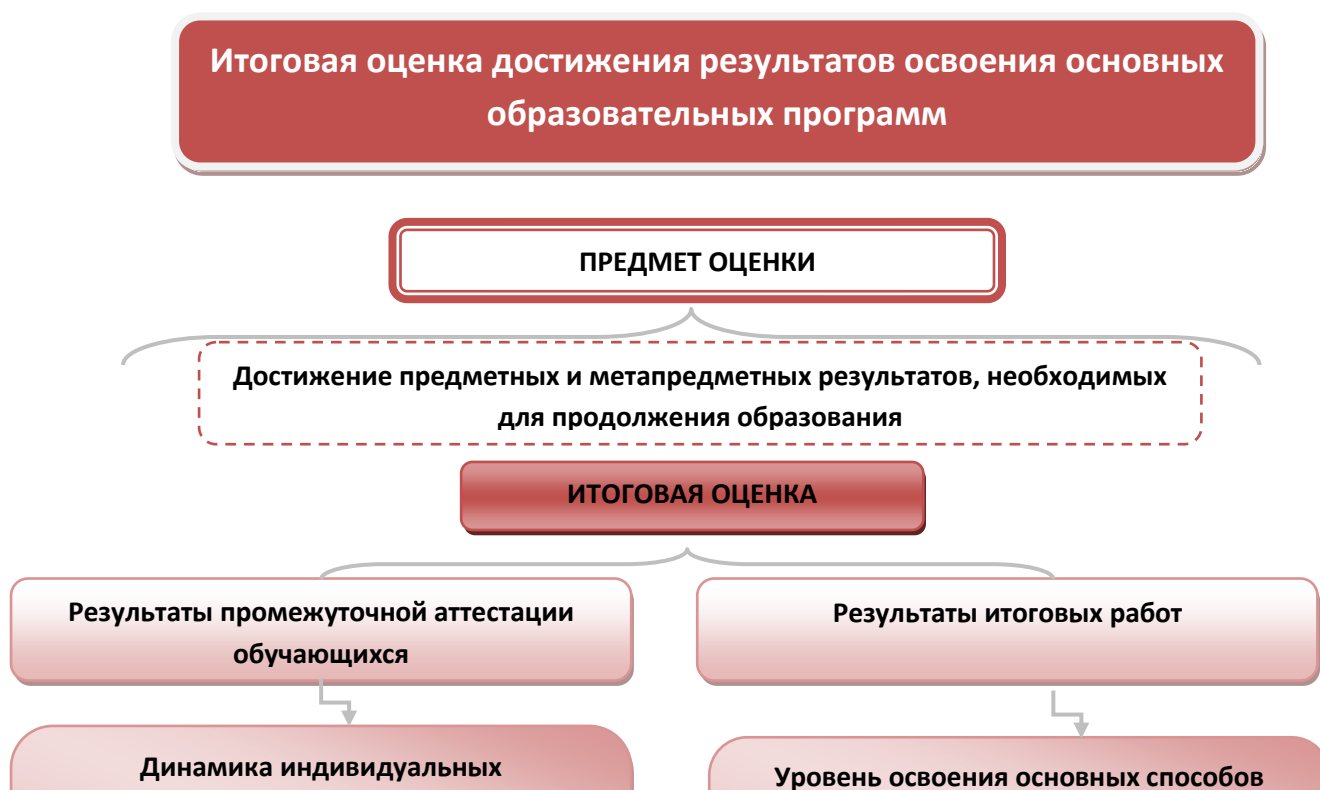 Итоговая оценка достижения результатов освоения основных
образовательных программ
ПРЕДМЕТ ОЦЕНКИ
Достижение предметных и метапредметных результатов, необходимых
для продолжения образования
ИТОГОВАЯ ОЦЕНКА
Результаты промежуточной аттестации
обучающихся
Результаты итоговых работ
Динамика индивидуальных
Уровень освоения основных способов